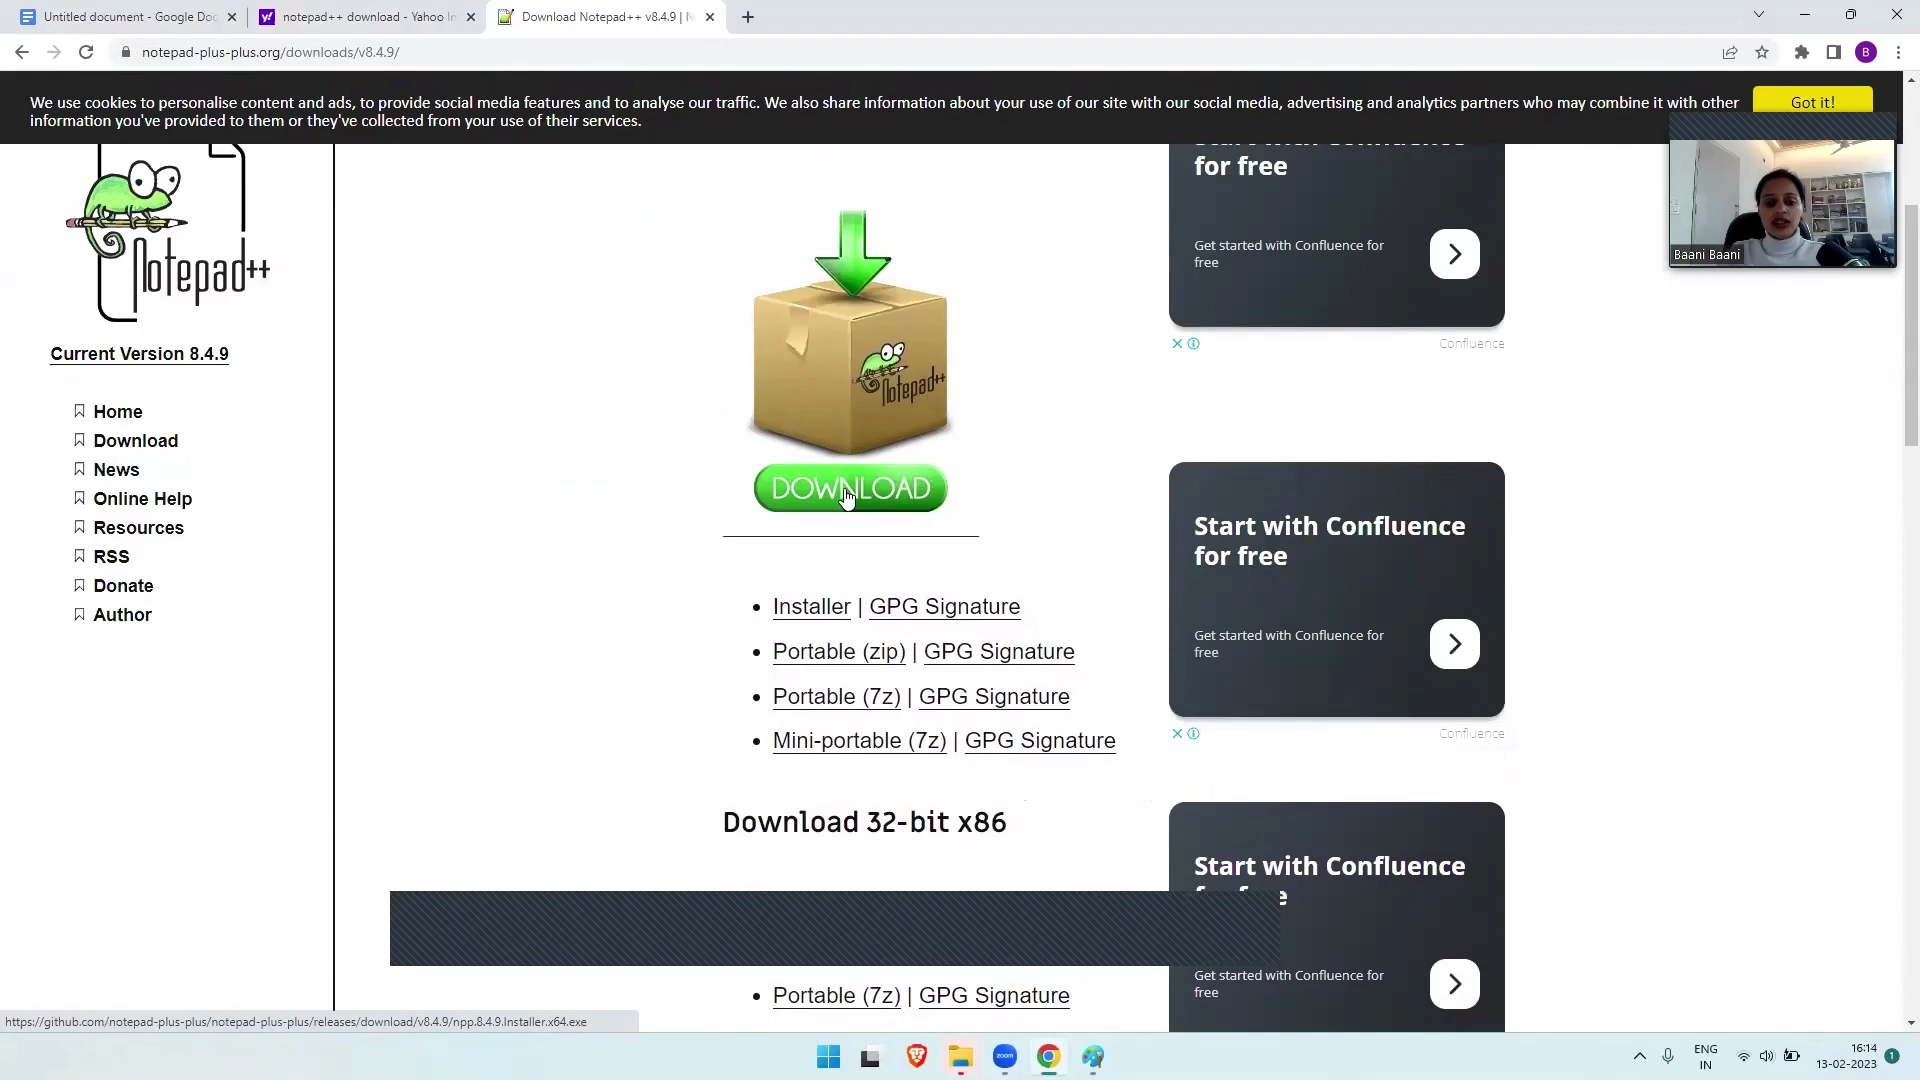 Untitled document - Google Doc
notepad++ download - Yahoo In
Download Notepad++ v8.4.9 | N
notepad-plus-plus.org/downloads/v8.4.9/
B
We use cookies to personalise content and ads, to provide social media features and to analyse our traffic. We also share information about your use of our site with our social media, advertising and analytics partners who may combine it with other
information you've provided to them or they've collected from your use of their services.
Got it!
Baani Baani
Notepad++
Current Version 8.4.9
Home
Download
News
Online Help
Resources
RSS
Donate
Author
Notepad++
DOWNLOAD
Installer | GPG Signature
Portable (zip) | GPG Signature
Portable (7z) | GPG Signature
Mini-portable (7z) | GPG Signature
Download 32-bit x86
Portable (7z) | GPG Signature
Start with Confluence
for free
Get started with Confluence for
free
Confluence
Start with Confluence
for free
Get started with Confluence for
free
Confluence
Start with Confluence
Get started with Confluence for
free
https://github.com/notepad-plus-plus/notepad-plus-plus/releases/download/v8.4.9/npp.8.4.9.Installer.x64.exe
zoom
ENG
IN
16:14
13-02-2023
1